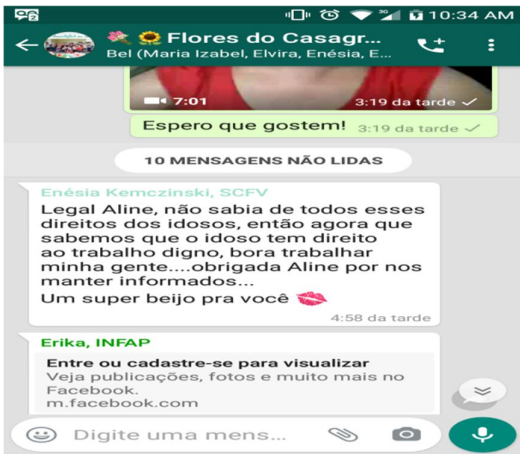 10:34 AM
Flores do Casagr...
Bel (Maria Izabel, Elvira, Enésia, E...
7:01
3:19 da tarde
Espero que gostem! 3:19 da tarde
10 MENSAGENS NÃO LIDAS
Enésia Kemczinski, SCFV
Legal Aline, não sabia de todos esses
direitos dos idosos, então agora que
sabemos que o idoso tem direito
ao trabalho digno, bora trabalhar
minha gente....obrigada Aline por nos
manter informados...
Um super beijo pra você
4:58 da tarde
Erika, INFAP
Entre ou cadastre-se para visualizar
Veja publicações, fotos e muito mais no
Facebook.
m.facebook.com
Digite uma mens...